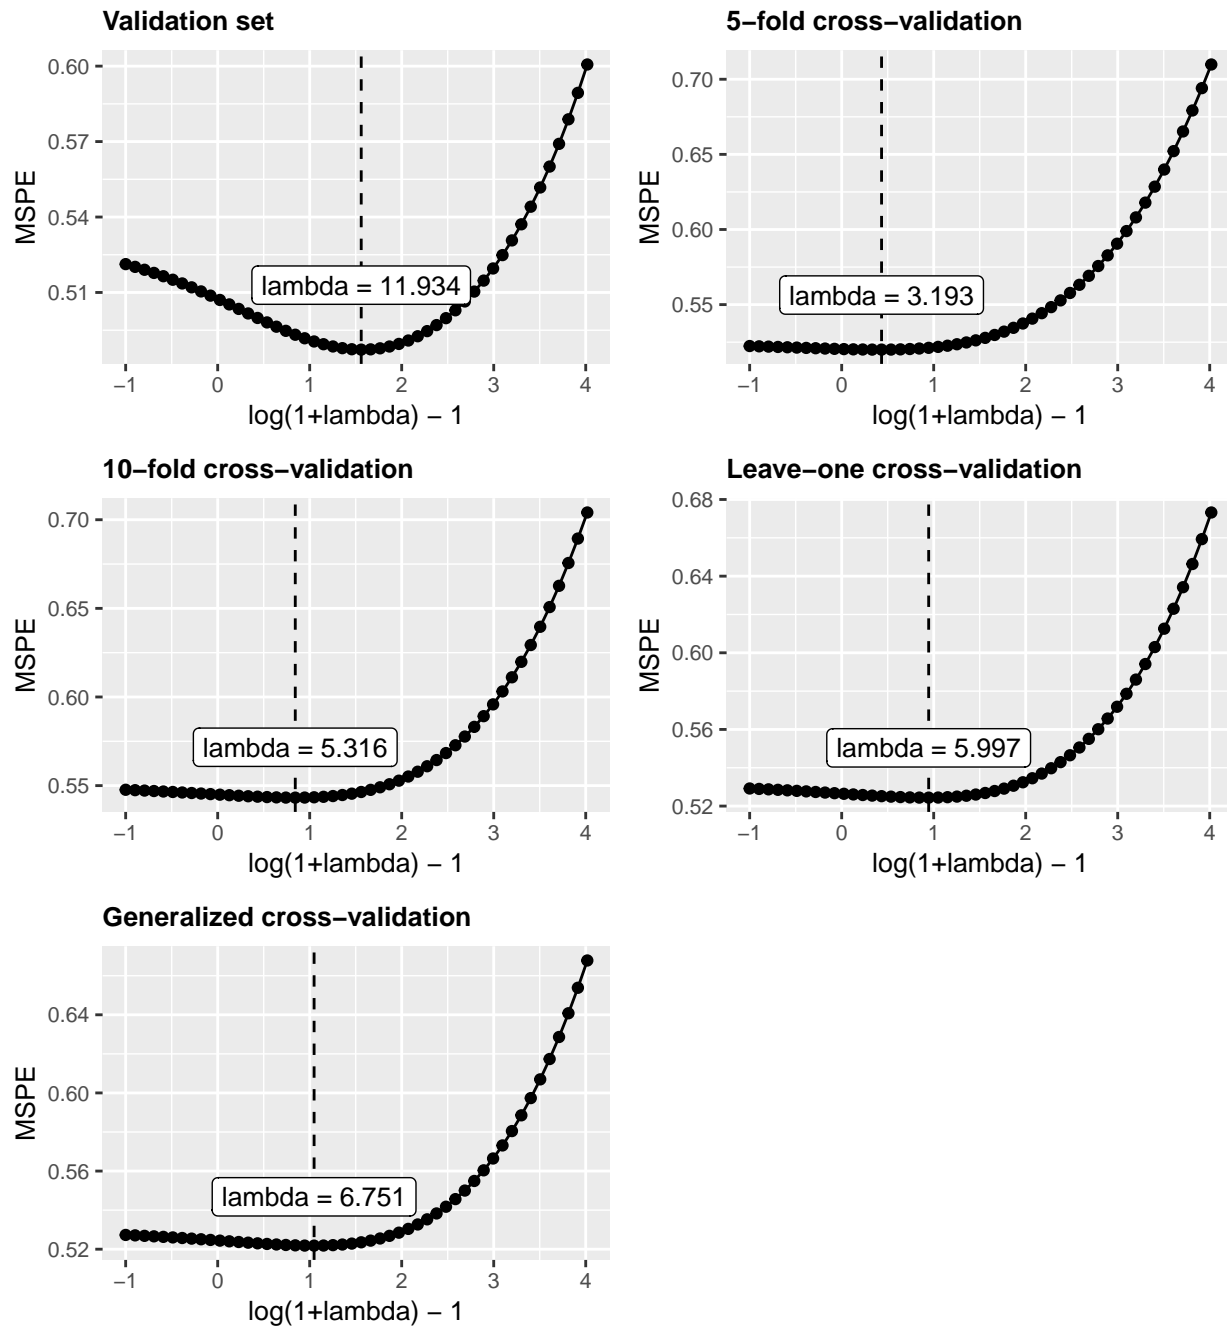 Validation set
0.60
0.57
0.54
0.51
MSPE
lambda = 11.934
−1 0 1 2 3 4
log(1+lambda) − 1
5−fold cross−validation
0.70
0.65
0.60
0.55
MSPE
lambda = 3.193
−1 0 1 2 3 4
log(1+lambda) − 1
10−fold cross−validation
0.70
0.65
0.60
0.55
MSPE
lambda = 5.316
−1 0 1 2 3 4
log(1+lambda) − 1
Leave−one cross−validation
0.68
0.64
0.60
0.56
0.52
MSPE
lambda = 5.997
−1 0 1 2 3 4
log(1+lambda) − 1
Generalized cross−validation
0.64
0.60
0.56
0.52
MSPE
lambda = 6.751
−1 0 1 2 3 4
log(1+lambda) − 1